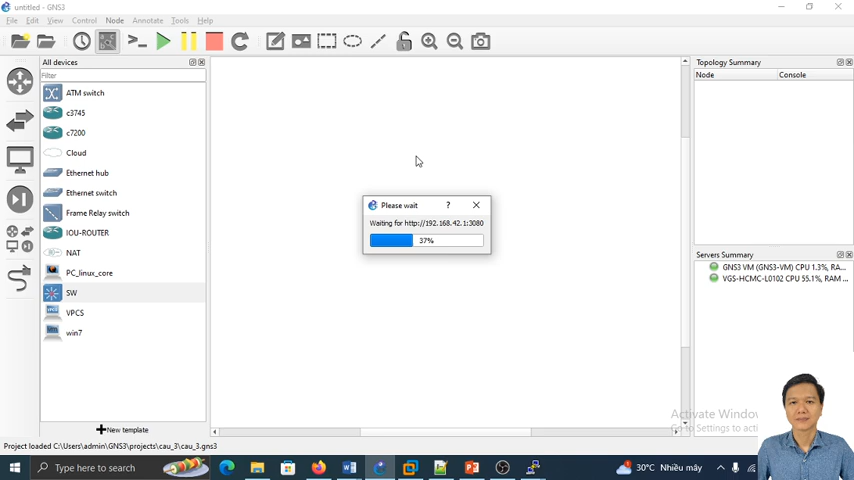 untitled - GNS3
File Edit View Control Node Annotate Tools Help
All devices
Filter
ATM switch
c3745
c7200
Cloud
Ethernet hub
Ethernet switch
Frame Relay switch
IOU-ROUTER
NAT
PC_linux_core
SW
VPCS
win7
New template
Please wait
?
Waiting for http://192.168.42.1:3080
37%
Topology Summary
Node Console
Servers Summary
GNS3 VM (GNS3-VM) CPU 1.3%, RA...
VGS-HCMC-L0102 CPU 55.1%, RAM ...
Activate Window
Go to Settings to acti
Project loaded C:\Users\admin\GNS3\projects\cau_3\cau_3.gns3
Type here to search
30°C Nhiều mây